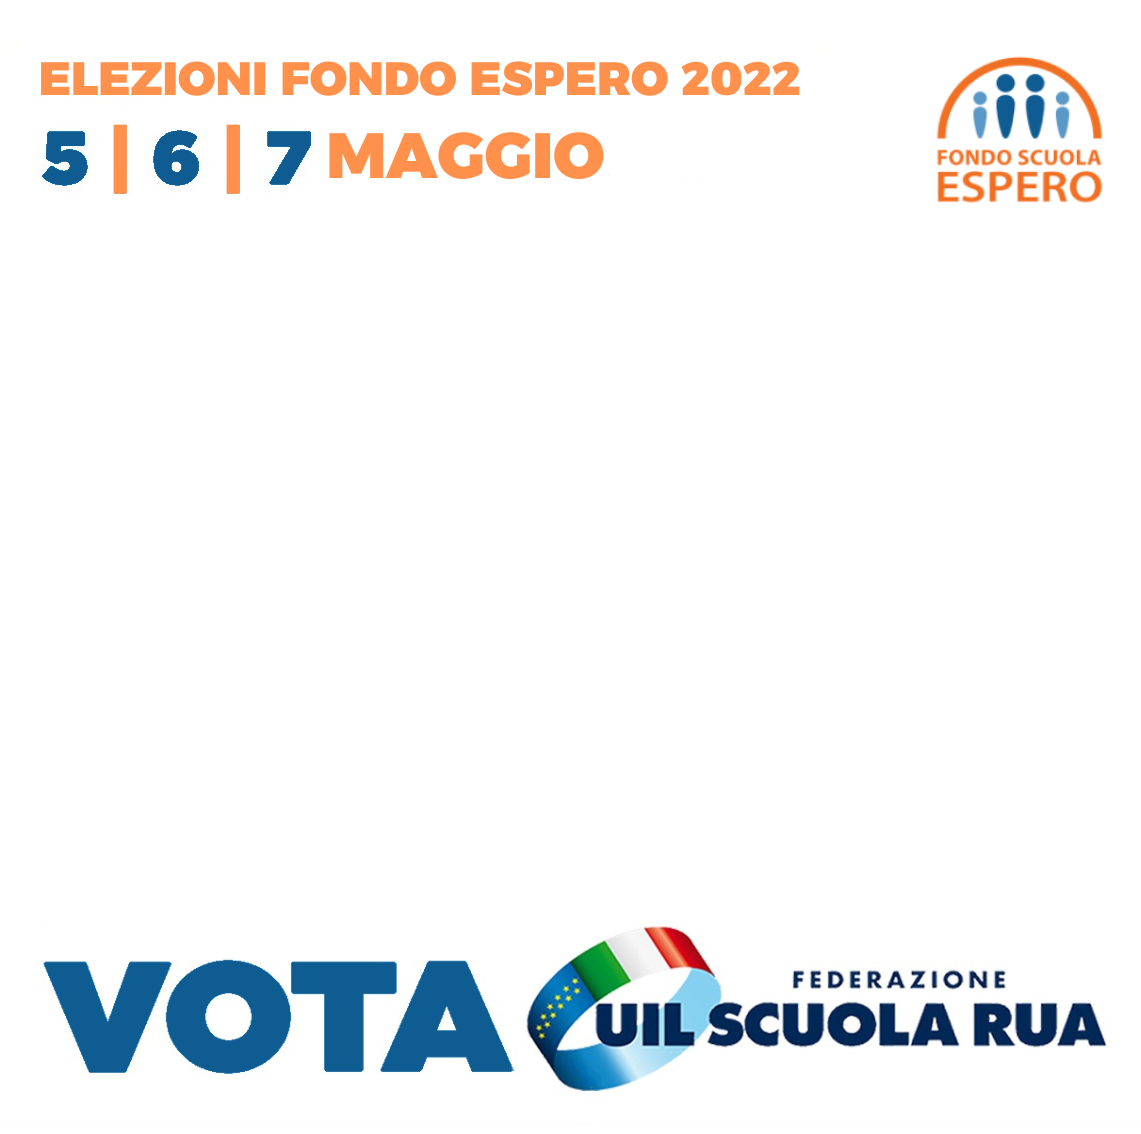 ELEZIONI FONDO ESPERO 2022
5 | 6 | 7 MAGGIO
FONDO SCUOLA
ESPERO
VOTA
FEDERAZIONE
UIL SCUOLA RUA